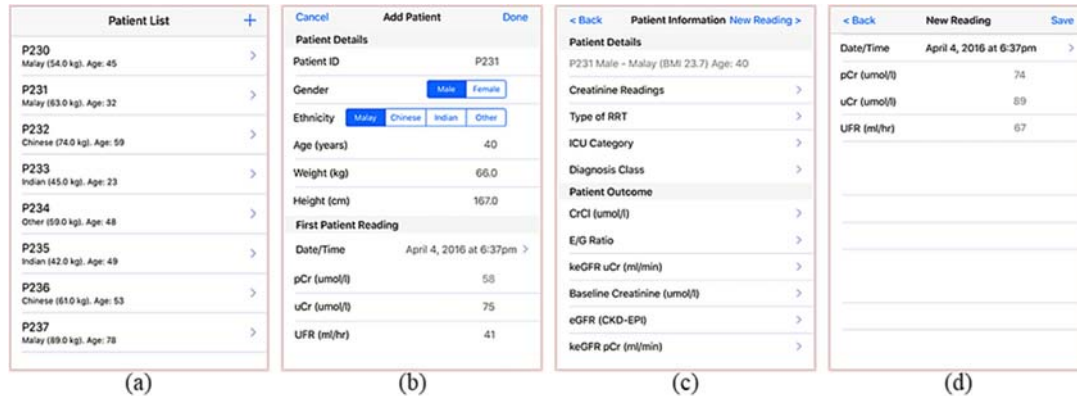 Patient List +
P230 >
Malay (54.0 kg). Age: 45
P231 >
Malay (63.0 kg). Age: 32
P232 >
Chinese (74.0 kg). Age: 59
P233 >
Indian (45.0 kg). Age: 23
P234 >
Other (59.0 kg). Age: 48
P235 >
Indian (42.0 kg). Age: 49
P236 >
Chinese (61.0 kg). Age: 53
P237 >
Malay (89.0 kg). Age: 78
(a)
Cancel Add Patient Done
Patient Details
Patient ID P231
Gender Male Female
Ethnicity Malay Chinese Indian Other
Age (years) 40
Weight (kg) 66.0
Height (cm) 167.0
First Patient Reading
Date/Time April 4, 2016 at 6:37pm >
pCr (umol/l) 58
uCr (umol/l) 75
UFR (ml/hr) 41
(b)
< Back Patient Information New Reading >
Patient Details
P231 Male - Malay (BMI 23.7) Age: 40
Creatinine Readings >
Type of RRT >
ICU Category >
Diagnosis Class >
Patient Outcome
CrCl (umol/l) >
E/G Ratio >
keGFR uCr (ml/min) >
Baseline Creatinine (umol/l) >
eGFR (CKD-EPI) >
keGFR pCr (ml/min) >
(c)
< Back New Reading Save
Date/Time April 4, 2016 at 6:37pm >
pCr (umol/l) 74
uCr (umol/l) 89
UFR (ml/hr) 67
(d)